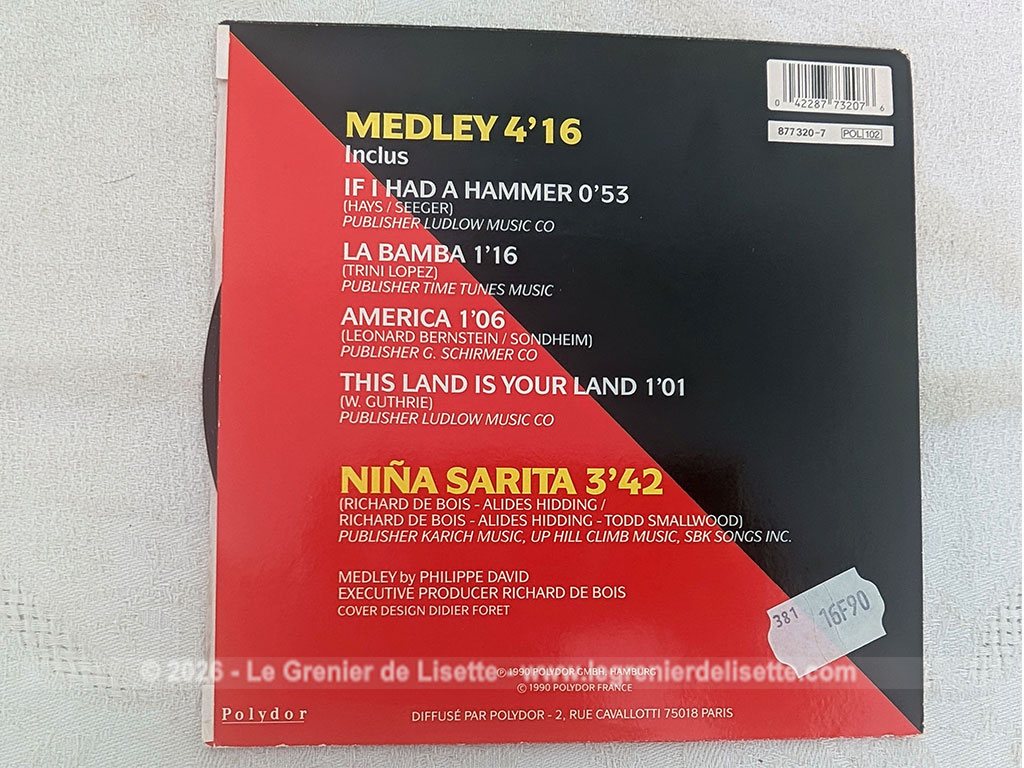 0 42287 73207 6
877 320-7 POL 102
MEDLEY 4'16
Inclus
IF I HAD A HAMMER 0'53
(HAYS / SEEGER)
PUBLISHER LUDLOW MUSIC CO
LA BAMBA 1'16
(TRINI LOPEZ)
PUBLISHER TIME TUNES MUSIC
AMERICA 1'06
(LEONARD BERNSTEIN / SONDHEIM)
PUBLISHER G. SCHIRMER CO
THIS LAND IS YOUR LAND 1'01
(W. GUTHRIE)
PUBLISHER LUDLOW MUSIC CO
NIÑA SARITA 3'42
(RICHARD DE BOIS - ALIDES HIDDING /
RICHARD DE BOIS - ALIDES HIDDING - TODD SMALLWOOD)
PUBLISHER KARICH MUSIC, UP HILL CLIMB MUSIC, SBK SONGS INC.
MEDLEY by PHILIPPE DAVID
EXECUTIVE PRODUCER RICHARD DE BOIS
COVER DESIGN DIDIER FORET
381 16F90
© 2026 - Le Grenier de Lisette - www.legrenierdelisette.com
℗ 1990 POLYDOR GMBH, HAMBURG
© 1990 POLYDOR FRANCE
Polydor
DIFFUSÉ PAR POLYDOR - 2, RUE CAVALLOTTI 75018 PARIS